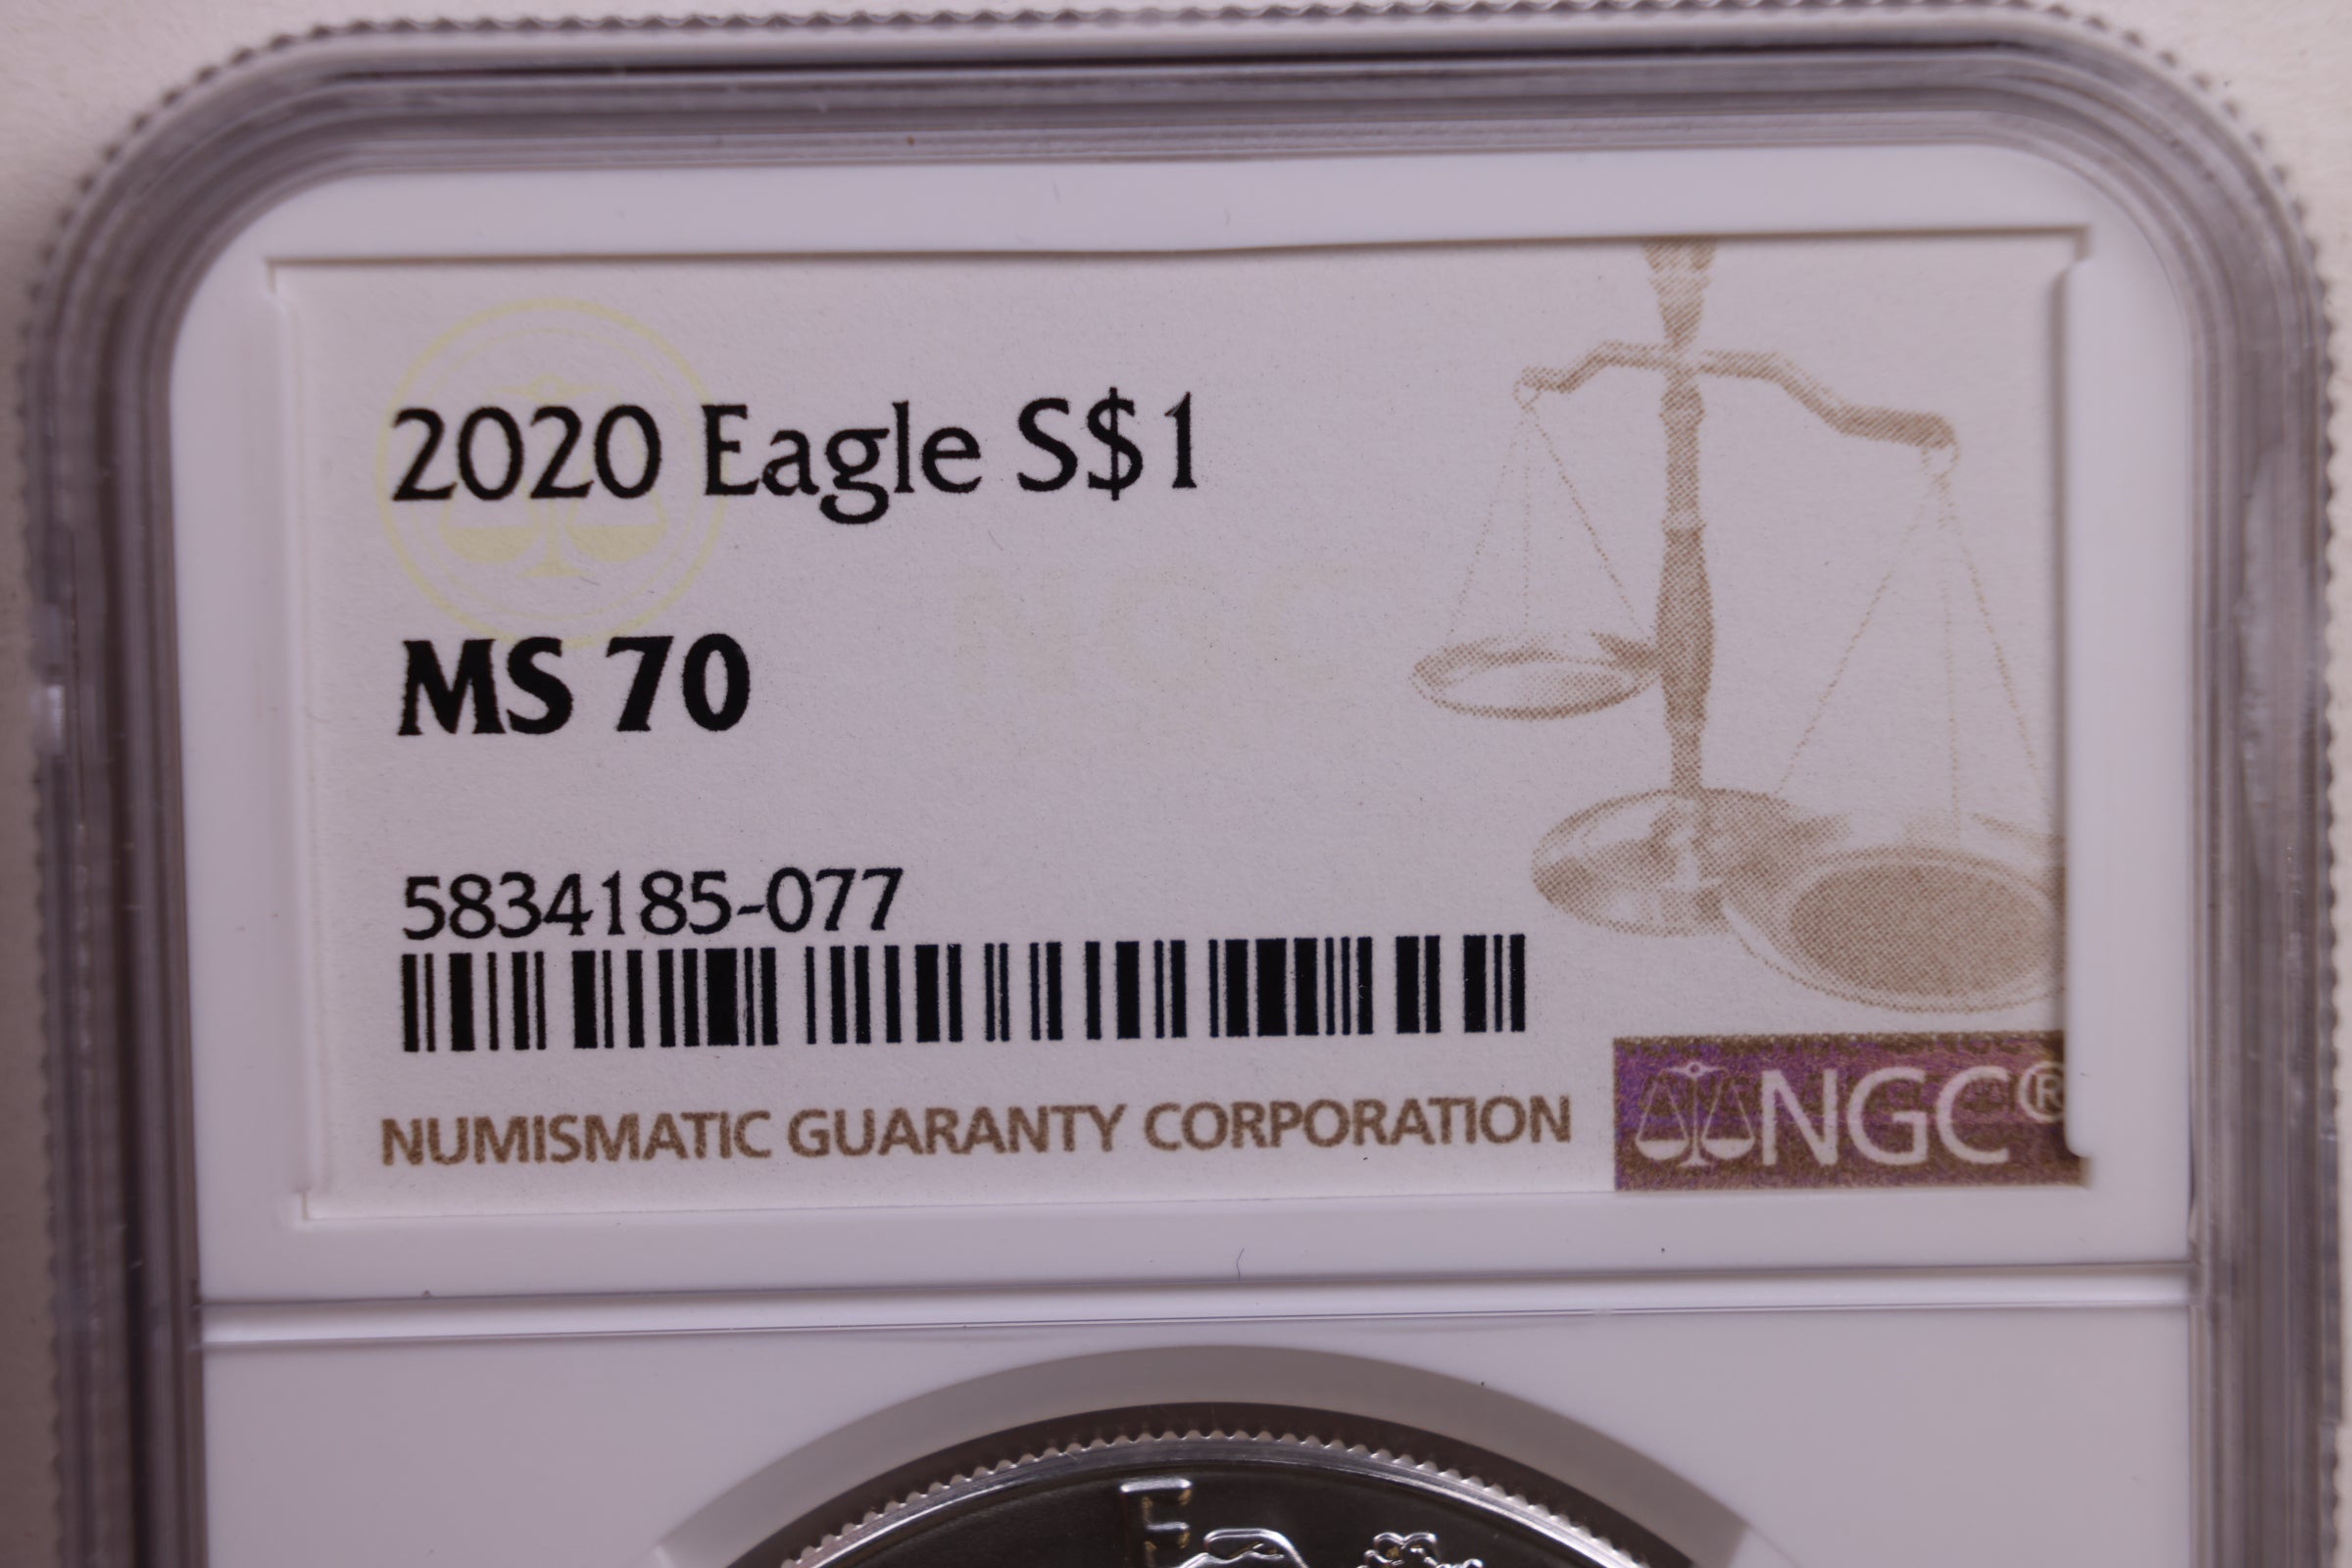 2020 Eagle S$1
MS 70
5834185-077
NUMISMATIC GUARANTY CORPORATION
NGC®
E